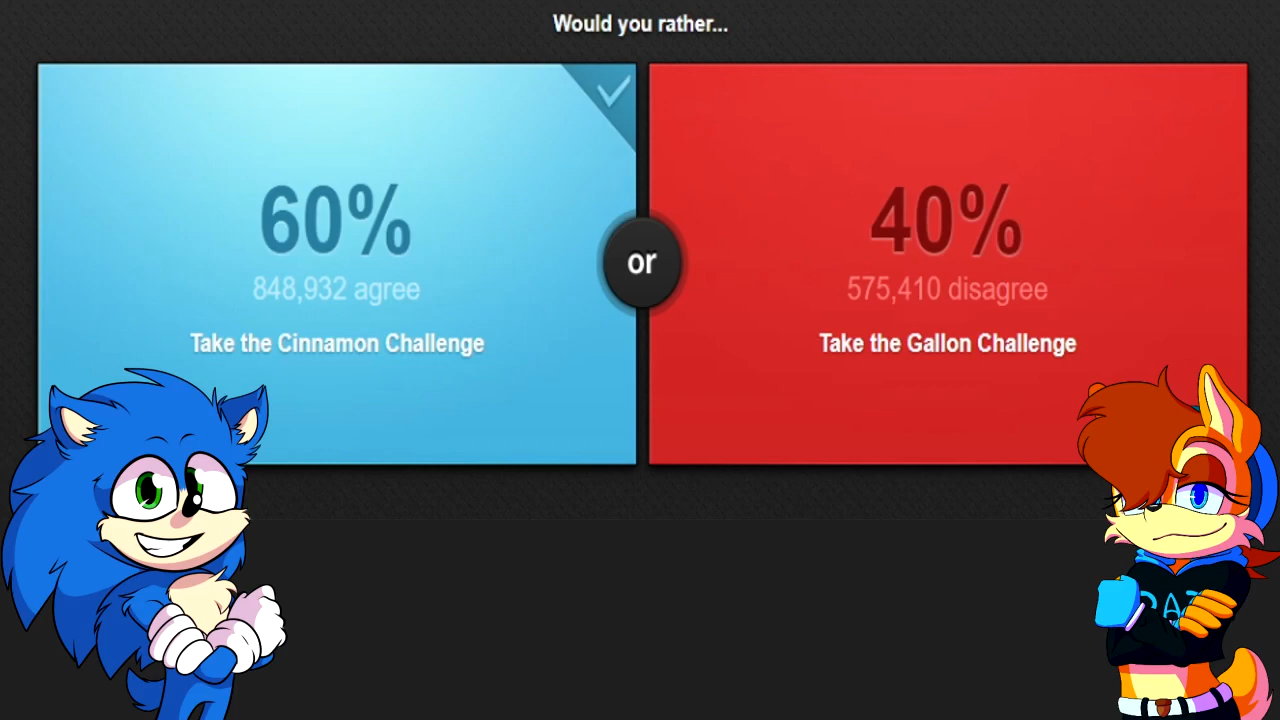 Would you rather...
60%
848,932 agree
Take the Cinnamon Challenge
or
40%
575,410 disagree
Take the Gallon Challenge